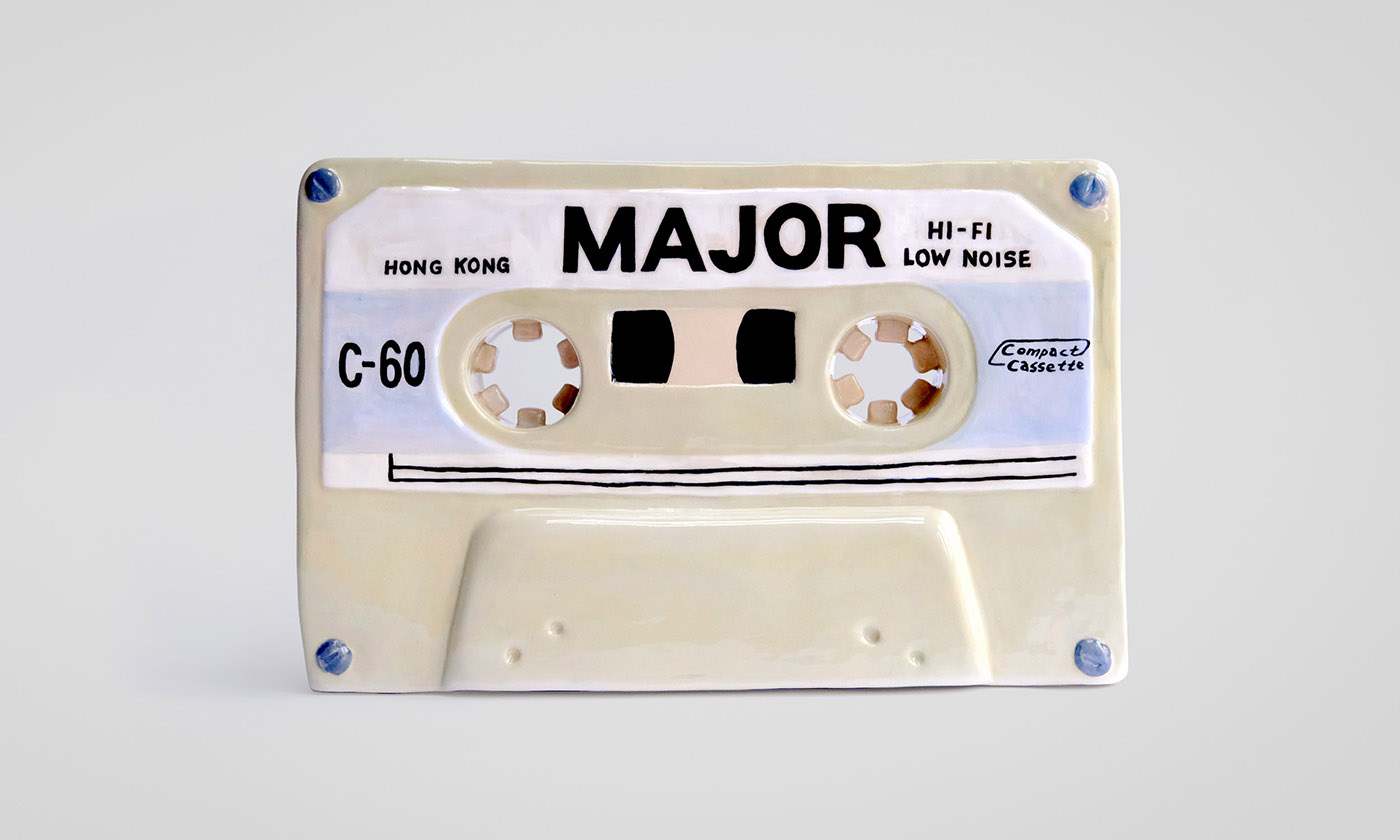 MAJOR
HONG KONG
HI-FI
LOW NOISE
C-60
Compact
Cassette